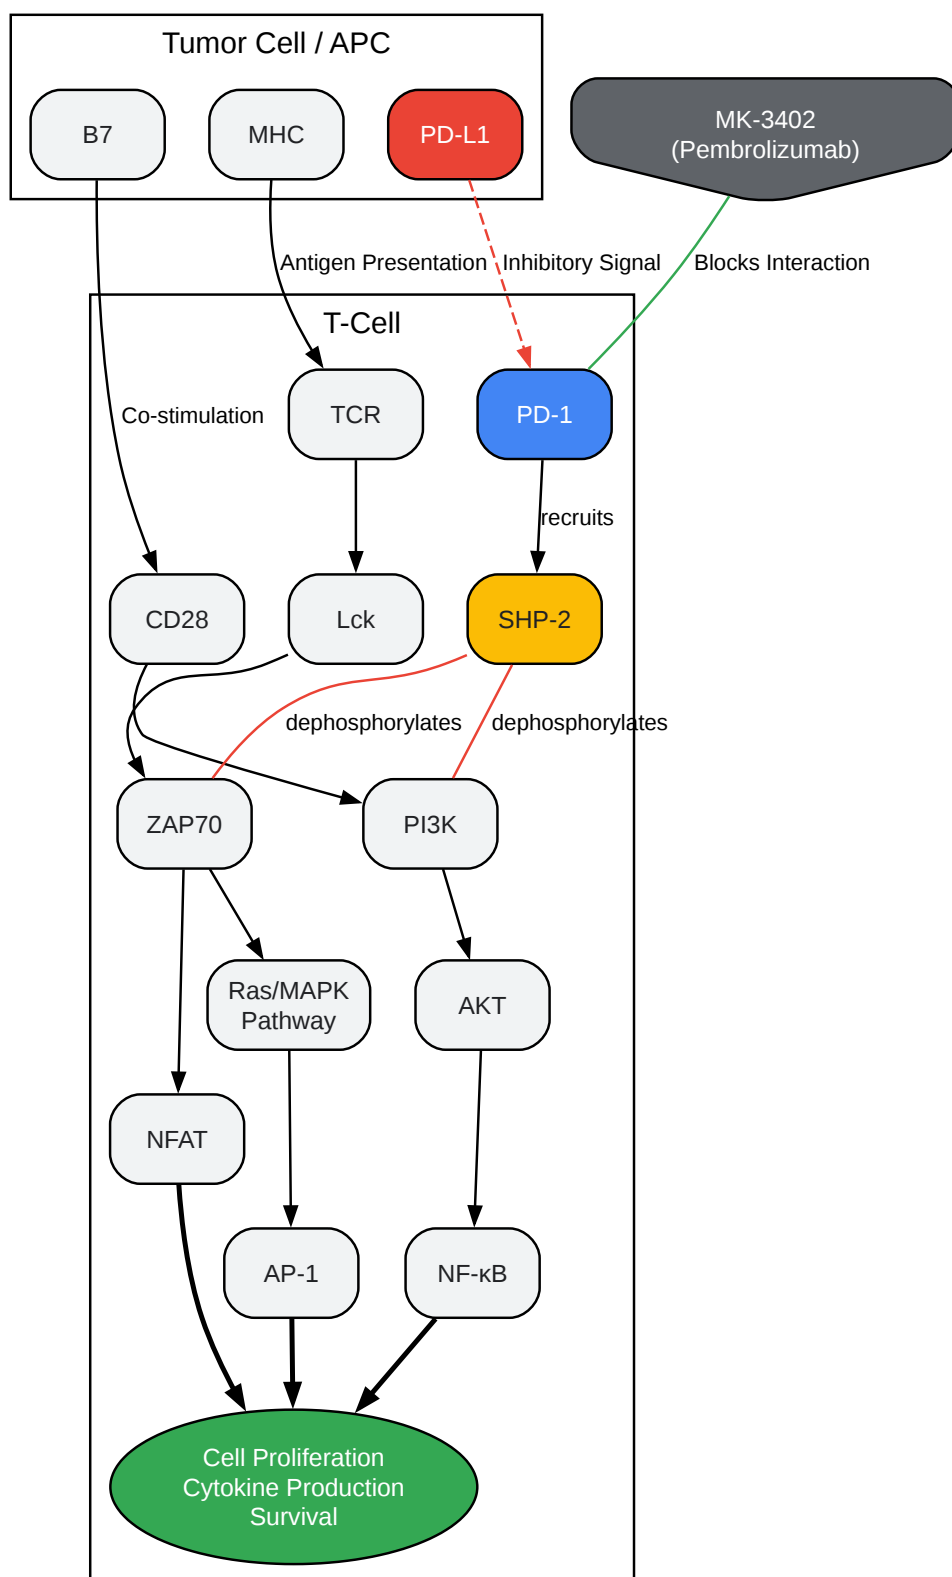 Tumor Cell / APC
B7
MHC
PD-L1
MK-3402
(Pembrolizumab)
Antigen Presentation
Inhibitory Signal
Blocks Interaction
T-Cell
Co-stimulation
TCR
PD-1
recruits
CD28
Lck
SHP-2
dephosphorylates
dephosphorylates
ZAP70
PI3K
Ras/MAPK
Pathway
AKT
NFAT
AP-1
NF-κB
Cell Proliferation
Cytokine Production
Survival